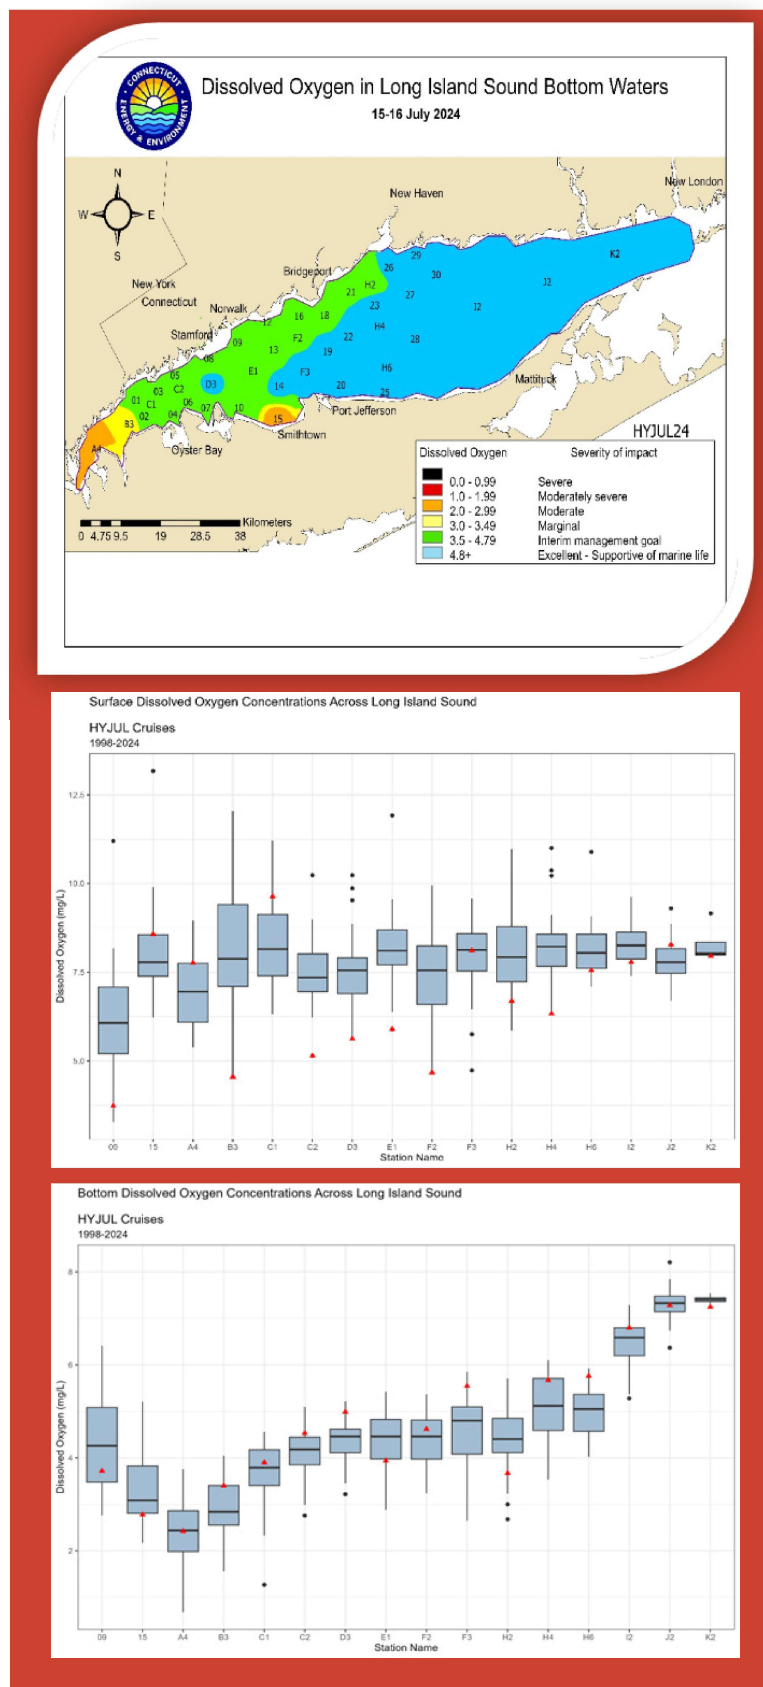 CONNECTICUT
ENERGY & ENVIRONMENT
Dissolved Oxygen in Long Island Sound Bottom Waters
15-16 July 2024
N
W E
S
New London
New Haven
K2
29
26
30
J2
Bridgeport
H2
21
27
New York
Connecticut
23
I2
Norwalk
16 18
12
H4
Stamford
22
28
09
F2
13
19
08
E1
F3
H6
05
D3
14
20
Mattituck
03 C2
25
01 C1
06
07 10
Port Jefferson
02 04
15
B3
Smithtown
HYJUL24
A4
Oyster Bay
Dissolved Oxygen Severity of impact
0.0 - 0.99 Severe
1.0 - 1.99 Moderately severe
2.0 - 2.99 Moderate
3.0 - 3.49 Marginal
3.5 - 4.79 Interim management goal
4.8+ Excellent - Supportive of marine life
Kilometers
0 4.75 9.5 19 28.5 38
Surface Dissolved Oxygen Concentrations Across Long Island Sound
HYJUL Cruises
1998-2024
12.5
10.0
7.5
5.0
Dissolved Oxygen (mg/L)
09 15 A4 B3 C1 C2 D3 E1 F2 F3 H2 H4 H6 I2 J2 K2
Station Name
Bottom Dissolved Oxygen Concentrations Across Long Island Sound
HYJUL Cruises
1998-2024
8
6
4
2
Dissolved Oxygen (mg/L)
09 15 A4 B3 C1 C2 D3 E1 F2 F3 H2 H4 H6 I2 J2 K2
Station Name